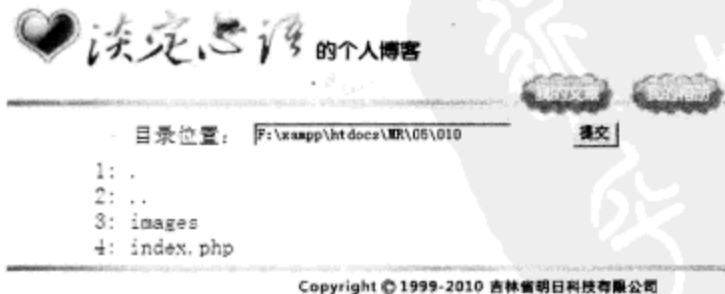 淡定心语 的个人博客
目录位置： F:\xampp\htdocs\MR\05\010 提交
1: .
2: ..
3: images
4: index.php
Copyright © 1999-2010 吉林省明日科技有限公司